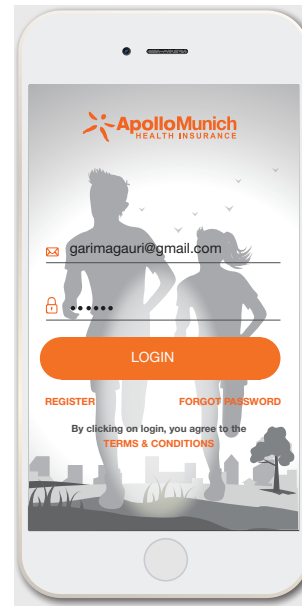 ApolloMunich
HEALTH INSURANCE
garimagauri@gmail.com
••••••
LOGIN
REGISTER FORGOT PASSWORD
By clicking on login, you agree to the
TERMS & CONDITIONS